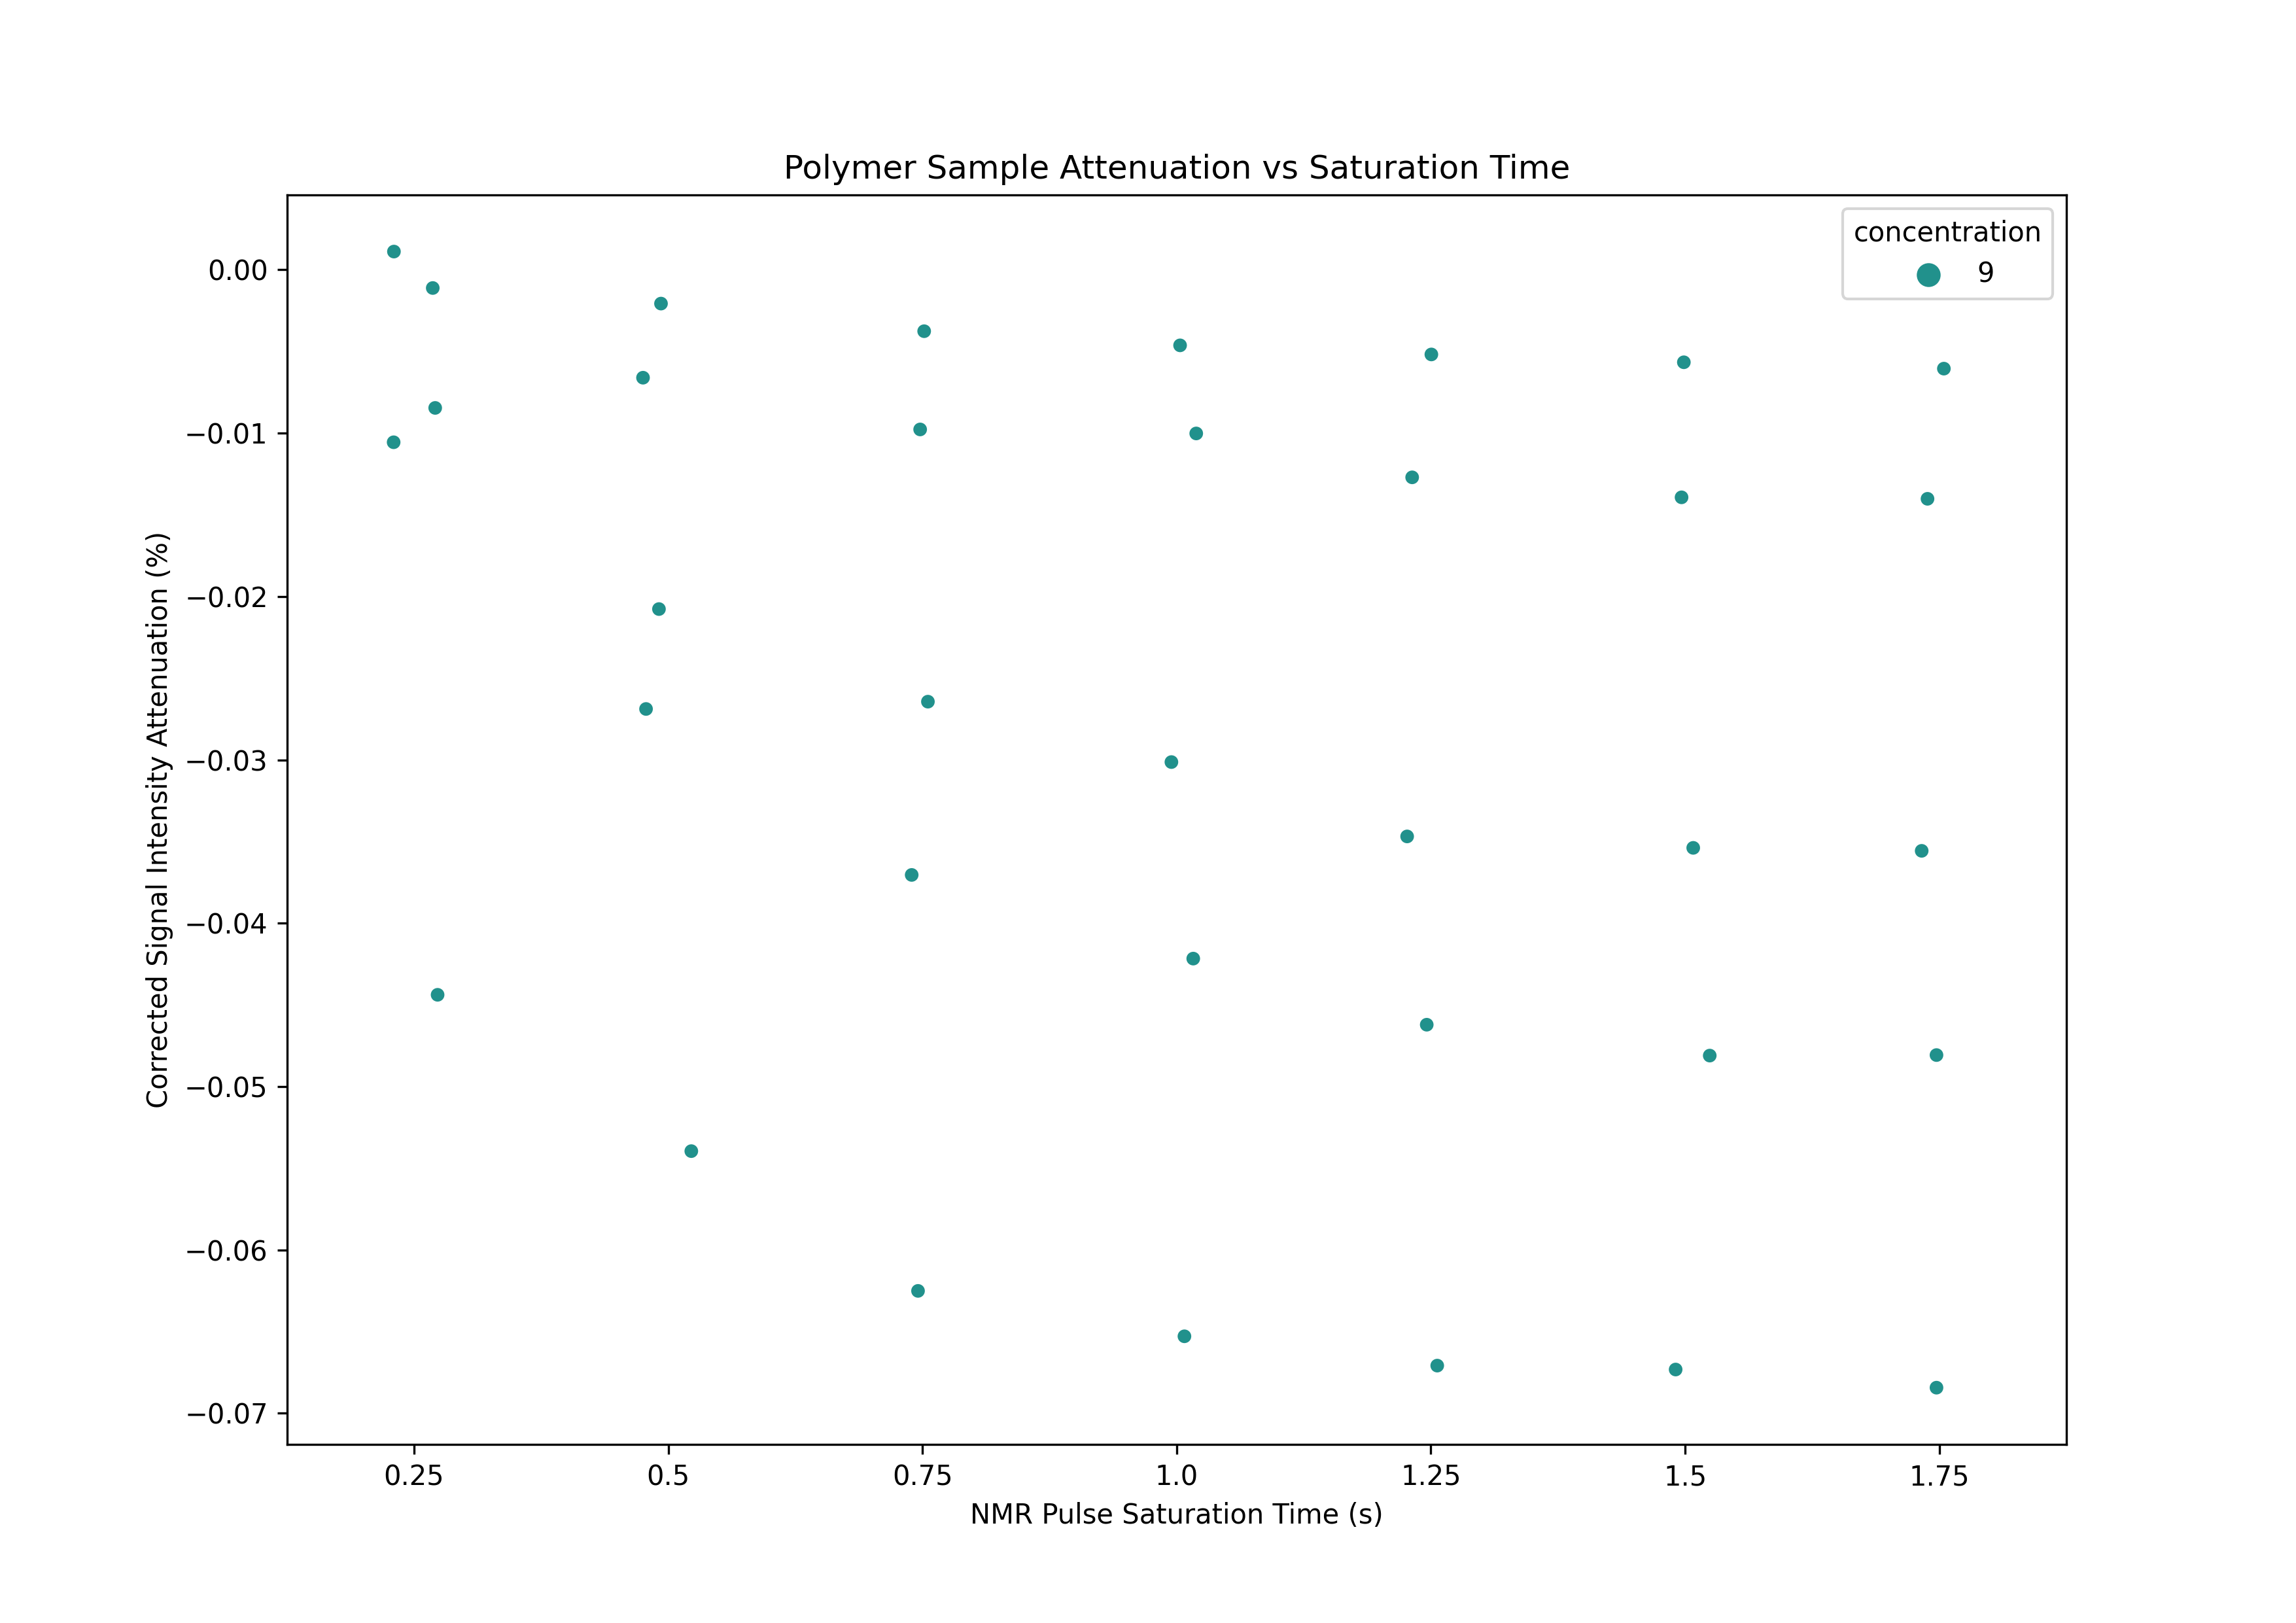 Polymer Sample Attenuation vs Saturation Time
concentration
9
0.00
−0.01
−0.02
−0.03
−0.04
−0.05
−0.06
−0.07
Corrected Signal Intensity Attenuation (%)
0.25 0.5 0.75 1.0 1.25 1.5 1.75
NMR Pulse Saturation Time (s)